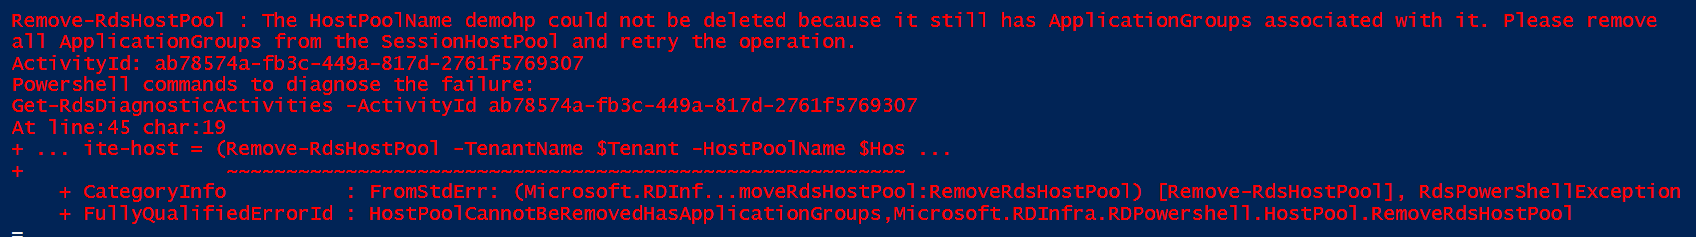 Remove-RdsHostPool : The HostPoolName demohp could not be deleted because it still has ApplicationGroups associated with it. Please remove
all ApplicationGroups from the SessionHostPool and retry the operation.
ActivityId: ab78574a-fb3c-449a-817d-2761f5769307
Powershell commands to diagnose the failure:
Get-RdsDiagnosticActivities -ActivityId ab78574a-fb3c-449a-817d-2761f5769307
At line:45 char:19
+ ... ite-host = (Remove-RdsHostPool -TenantName $Tenant -HostPoolName $Hos ...
+                 ~~~~~~~~~~~~~~~~~~~~~~~~~~~~~~~~~~~~~~~~~~~~~~~~~~~~~~~~~
    + CategoryInfo          : FromStdErr: (Microsoft.RDInf...moveRdsHostPool:RemoveRdsHostPool) [Remove-RdsHostPool], RdsPowerShellException
    + FullyQualifiedErrorId : HostPoolCannotBeRemovedHasApplicationGroups,Microsoft.RDInfra.RDPowershell.HostPool.RemoveRdsHostPool